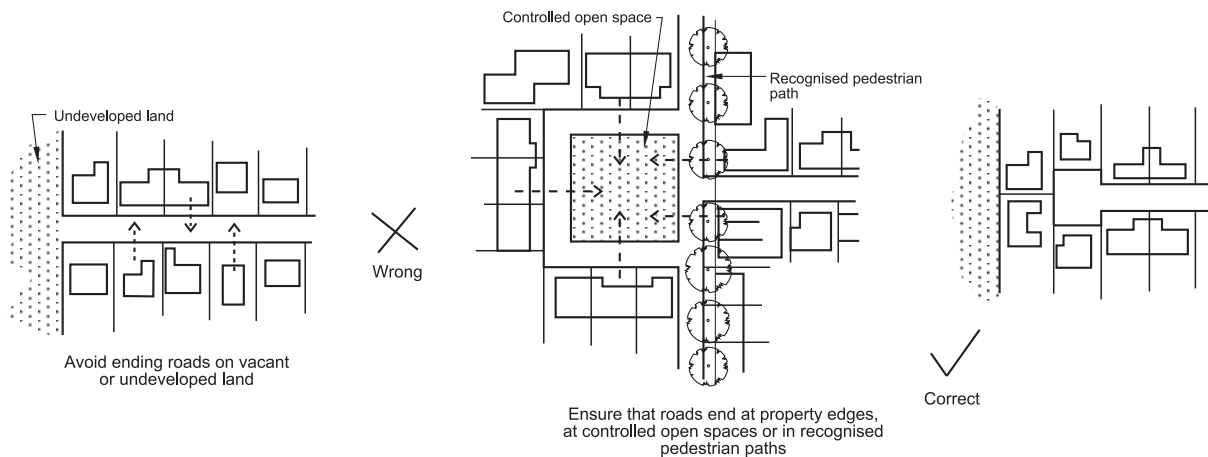 Controlled open space
Undeveloped land
Recognised pedestrian
path
Wrong
Avoid ending roads on vacant
or undeveloped land
Correct
Ensure that roads end at property edges,
at controlled open spaces or in recognised
pedestrian paths